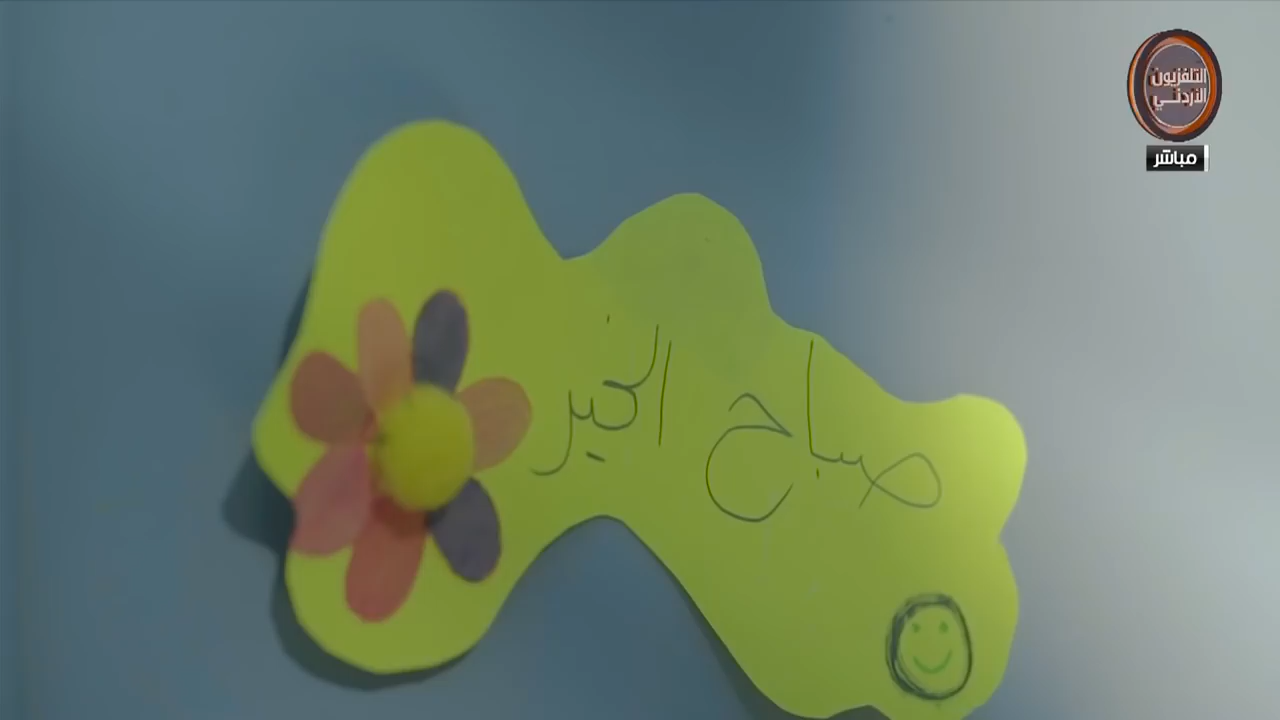 التلفزيون
الأردني
مباشر
صباح الخير